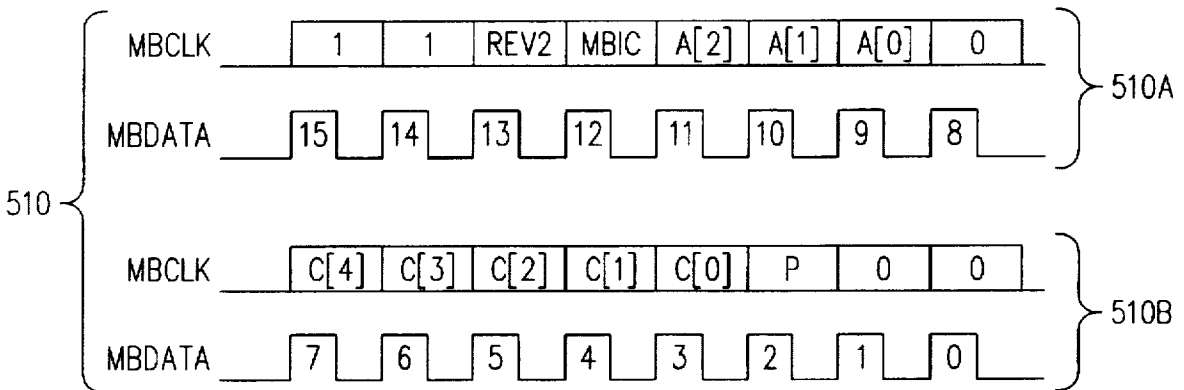 MBCLK 1 1 REV2 MBIC A[2] A[1] A[0] 0
510A
MBDATA 15 14 13 12 11 10 9 8
510
MBCLK C[4] C[3] C[2] C[1] C[0] P 0 0
510B
MBDATA 7 6 5 4 3 2 1 0